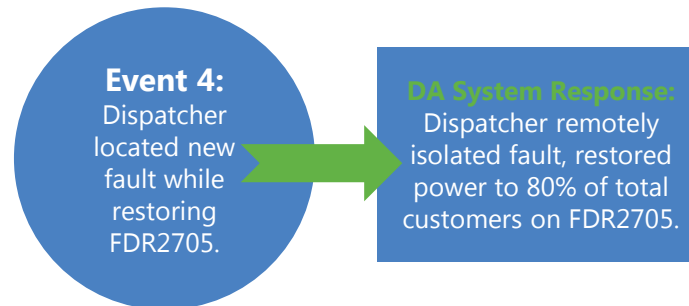 Event 4:
Dispatcher
located new
fault while
restoring
FDR2705.
DA System Response:
Dispatcher remotely
isolated fault, restored
power to 80% of total
customers on FDR2705.